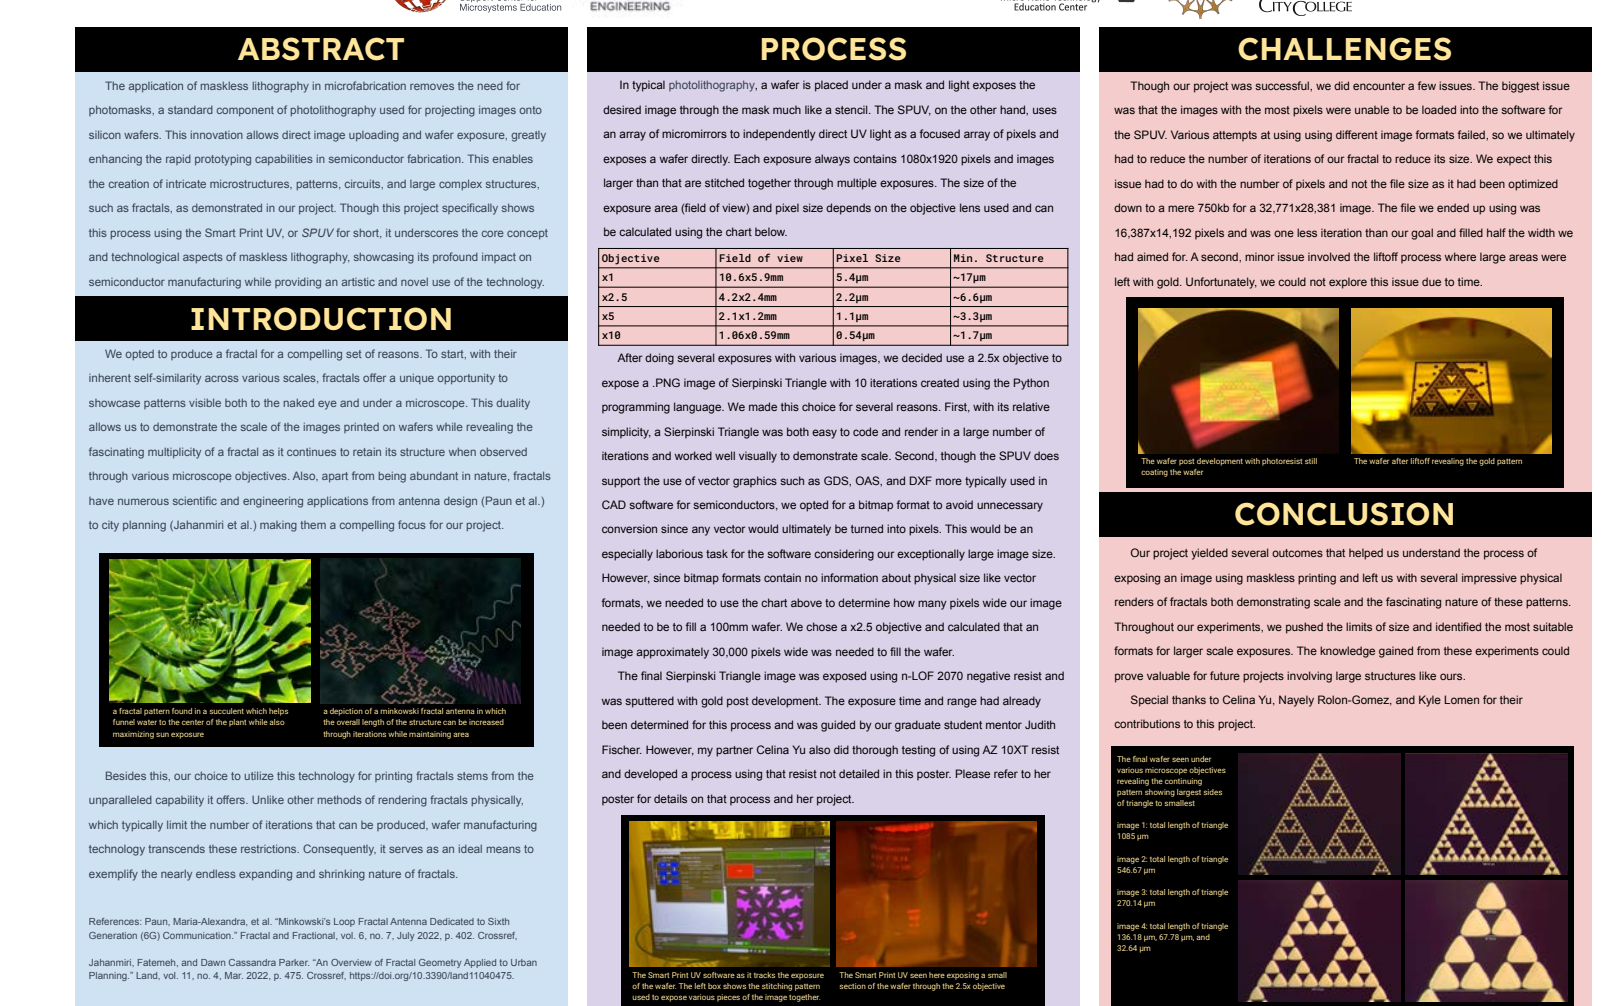 Microsystems Education
ENGINEERING
Education Center
CITY COLLEGE
ABSTRACT
The application of maskless lithography in microfabrication removes the need for
photomasks, a standard component of photolithography used for projecting images onto
silicon wafers. This innovation allows direct image uploading and wafer exposure, greatly
enhancing the rapid prototyping capabilities in semiconductor fabrication. This enables
the creation of intricate microstructures, patterns, circuits, and large complex structures,
such as fractals, as demonstrated in our project. Though this project specifically shows
this process using the Smart Print UV, or SPUV for short, it underscores the core concept
and technological aspects of maskless lithography, showcasing its profound impact on
semiconductor manufacturing while providing an artistic and novel use of the technology.
INTRODUCTION
We opted to produce a fractal for a compelling set of reasons. To start, with their
inherent self-similarity across various scales, fractals offer a unique opportunity to
showcase patterns visible both to the naked eye and under a microscope. This duality
allows us to demonstrate the scale of the images printed on wafers while revealing the
fascinating multiplicity of a fractal as it continues to retain its structure when observed
through various microscope objectives. Also, apart from being abundant in nature, fractals
have numerous scientific and engineering applications from antenna design (Paun et al.)
to city planning (Jahanmiri et al.) making them a compelling focus for our project.
a fractal pattern found in a succulent which helps
funnel water to the center of the plant while also
maximizing sun exposure
a depiction of a minkowski fractal antenna in which
the overall length of the structure can be increased
through iterations while maintaining area
Besides this, our choice to utilize this technology for printing fractals stems from the
unparalleled capability it offers. Unlike other methods of rendering fractals physically,
which typically limit the number of iterations that can be produced, wafer manufacturing
technology transcends these restrictions. Consequently, it serves as an ideal means to
exemplify the nearly endless expanding and shrinking nature of fractals.
References: Paun, Maria-Alexandra, et al. “Minkowski's Loop Fractal Antenna Dedicated to Sixth
Generation (6G) Communication.” Fractal and Fractional, vol. 6, no. 7, July 2022, p. 402. Crossref,
Jahanmiri, Fatemeh, and Dawn Cassandra Parker. “An Overview of Fractal Geometry Applied to Urban
Planning.” Land, vol. 11, no. 4, Mar. 2022, p. 475. Crossref, https://doi.org/10.3390/land11040475.
PROCESS
In typical photolithography, a wafer is placed under a mask and light exposes the
desired image through the mask much like a stencil. The SPUV, on the other hand, uses
an array of micromirrors to independently direct UV light as a focused array of pixels and
exposes a wafer directly. Each exposure always contains 1080x1920 pixels and images
larger than that are stitched together through multiple exposures. The size of the
exposure area (field of view) and pixel size depends on the objective lens used and can
be calculated using the chart below.
Objective Field of view Pixel Size Min. Structure
x1 10.6x5.9mm 5.4µm ~17µm
x2.5 4.2x2.4mm 2.2µm ~6.6µm
x5 2.1x1.2mm 1.1µm ~3.3µm
x10 1.06x0.59mm 0.54µm ~1.7µm
After doing several exposures with various images, we decided use a 2.5x objective to
expose a .PNG image of Sierpinski Triangle with 10 iterations created using the Python
programming language. We made this choice for several reasons. First, with its relative
simplicity, a Sierpinski Triangle was both easy to code and render in a large number of
iterations and worked well visually to demonstrate scale. Second, though the SPUV does
support the use of vector graphics such as GDS, OAS, and DXF more typically used in
CAD software for semiconductors, we opted for a bitmap format to avoid unnecessary
conversion since any vector would ultimately be turned into pixels. This would be an
especially laborious task for the software considering our exceptionally large image size.
However, since bitmap formats contain no information about physical size like vector
formats, we needed to use the chart above to determine how many pixels wide our image
needed to be to fill a 100mm wafer. We chose a x2.5 objective and calculated that an
image approximately 30,000 pixels wide was needed to fill the wafer.
The final Sierpinski Triangle image was exposed using n-LOF 2070 negative resist and
was sputtered with gold post development. The exposure time and range had already
been determined for this process and was guided by our graduate student mentor Judith
Fischer. However, my partner Celina Yu also did thorough testing of using AZ 10XT resist
and developed a process using that resist not detailed in this poster. Please refer to her
poster for details on that process and her project.
The Smart Print UV software as it tracks the exposure
of the wafer. The left box shows the stitching pattern
used to expose various pieces of the image together.
The Smart Print UV seen here exposing a small
section of the wafer through the 2.5x objective
CHALLENGES
Though our project was successful, we did encounter a few issues. The biggest issue
was that the images with the most pixels were unable to be loaded into the software for
the SPUV. Various attempts at using using different image formats failed, so we ultimately
had to reduce the number of iterations of our fractal to reduce its size. We expect this
issue had to do with the number of pixels and not the file size as it had been optimized
down to a mere 750kb for a 32,771x28,381 image. The file we ended up using was
16,387x14,192 pixels and was one less iteration than our goal and filled half the width we
had aimed for. A second, minor issue involved the liftoff process where large areas were
left with gold. Unfortunately, we could not explore this issue due to time.
The wafer post development with photoresist still
coating the wafer
The wafer after liftoff revealing the gold pattern
CONCLUSION
Our project yielded several outcomes that helped us understand the process of
exposing an image using maskless printing and left us with several impressive physical
renders of fractals both demonstrating scale and the fascinating nature of these patterns.
Throughout our experiments, we pushed the limits of size and identified the most suitable
formats for larger scale exposures. The knowledge gained from these experiments could
prove valuable for future projects involving large structures like ours.
Special thanks to Celina Yu, Nayely Rolon-Gomez, and Kyle Lomen for their
contributions to this project.
The final wafer seen under
various microscope objectives
revealing the continuing
pattern showing largest sides
of triangle to smallest
image 1: total length of triangle
1085 µm
image 2: total length of triangle
546.67 µm
image 3: total length of triangle
270.14 µm
image 4: total length of triangle
136.18 µm, 67.78 µm, and
32.64 µm